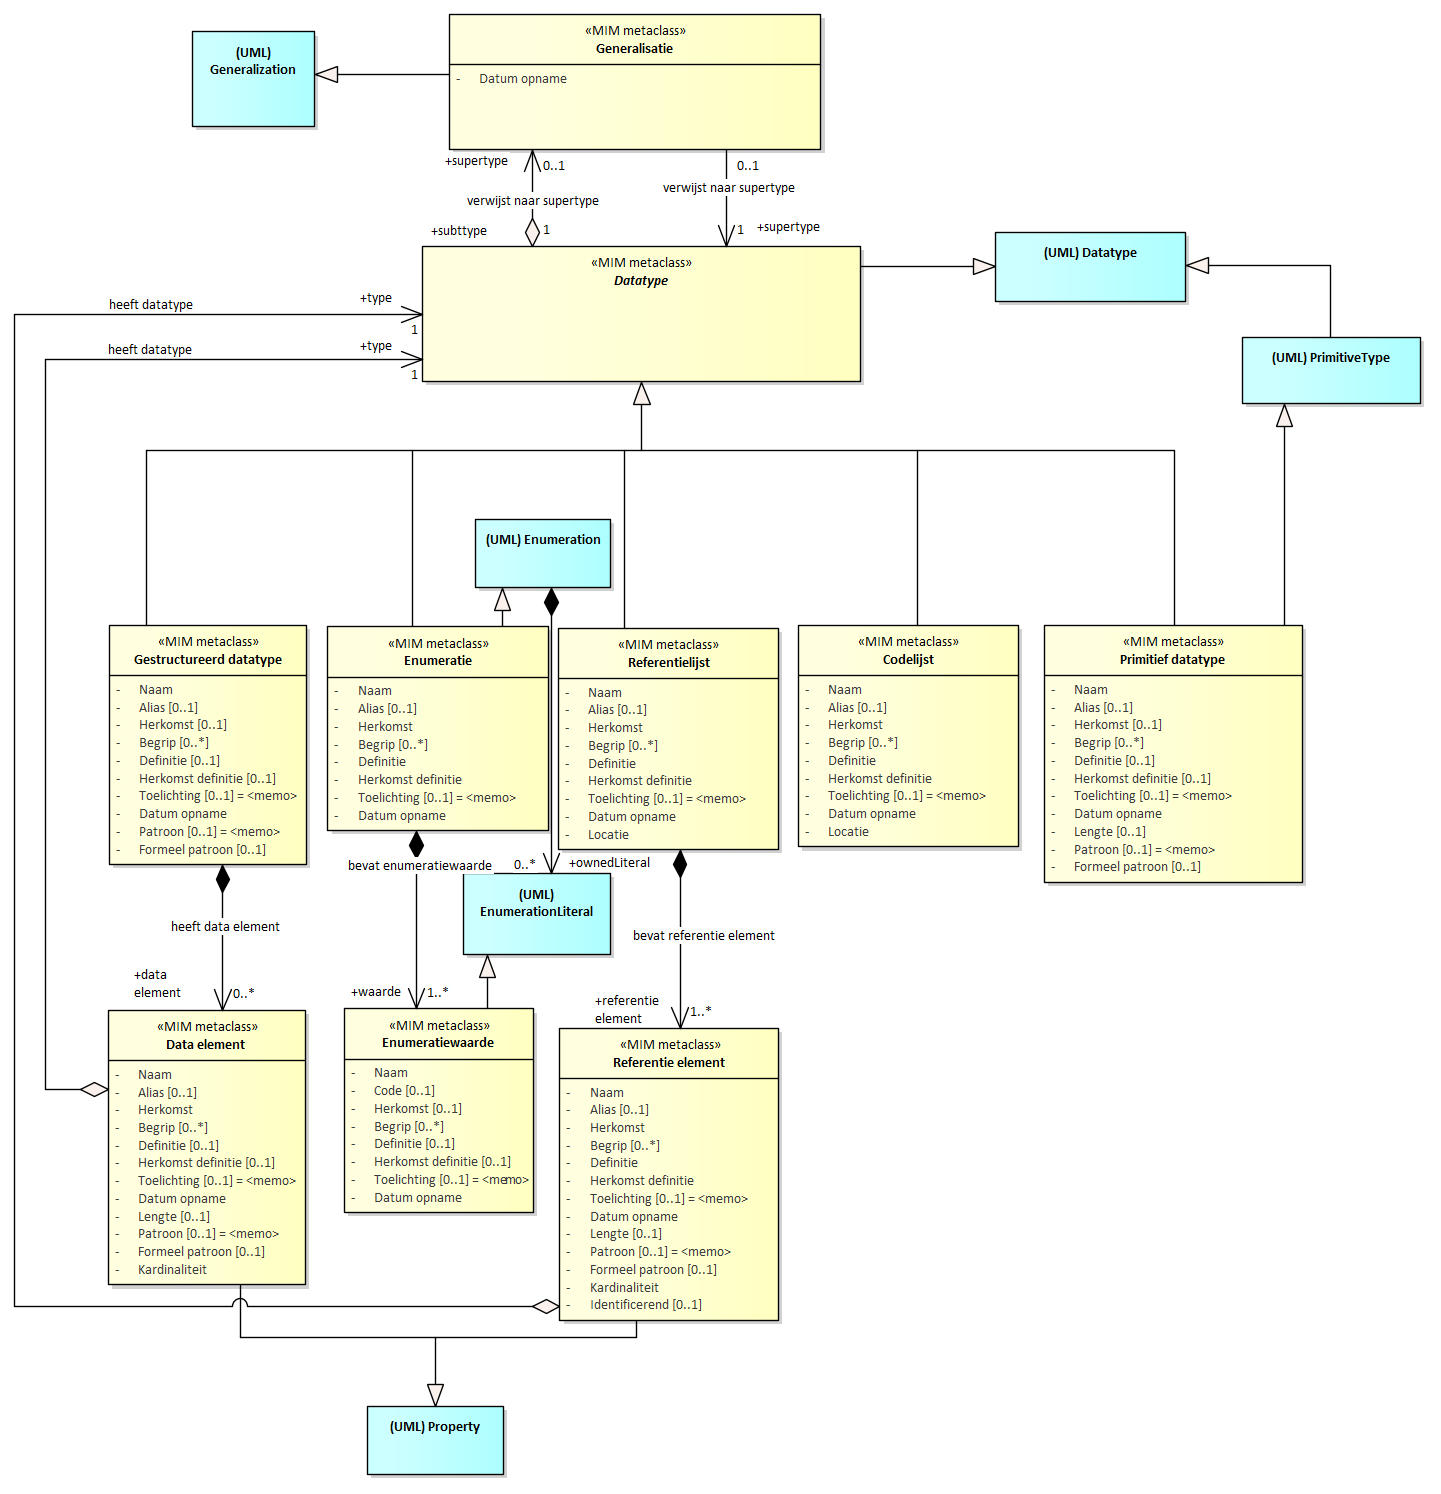 (UML)
Generalization
«MIM metaclass»
Generalisatie
- Datum opname
+supertype
0..1
verwijst naar supertype
+subttype
1
0..1
verwijst naar supertype
1
+supertype
«MIM metaclass»
Datatype
(UML) Datatype
(UML) PrimitiveType
heeft datatype
+type
1
heeft datatype
+type
1
(UML) Enumeration
«MIM metaclass»
Gestructureerd datatype
- Naam
- Alias [0..1]
- Herkomst [0..1]
- Begrip [0..*]
- Definitie [0..1]
- Herkomst definitie [0..1]
- Toelichting [0..1] = <memo>
- Datum opname
- Patroon [0..1] = <memo>
- Formeel patroon [0..1]
«MIM metaclass»
Enumeratie
- Naam
- Alias [0..1]
- Herkomst
- Begrip [0..*]
- Definitie
- Herkomst definitie
- Toelichting [0..1] = <memo>
- Datum opname
«MIM metaclass»
Referentielijst
- Naam
- Alias [0..1]
- Herkomst
- Begrip [0..*]
- Definitie
- Herkomst definitie
- Toelichting [0..1] = <memo>
- Datum opname
- Locatie
«MIM metaclass»
Codelijst
- Naam
- Alias [0..1]
- Herkomst
- Begrip [0..*]
- Definitie
- Herkomst definitie
- Toelichting [0..1] = <memo>
- Datum opname
- Locatie
«MIM metaclass»
Primitief datatype
- Naam
- Alias [0..1]
- Herkomst [0..1]
- Begrip [0..*]
- Definitie [0..1]
- Herkomst definitie [0..1]
- Toelichting [0..1] = <memo>
- Datum opname
- Lengte [0..1]
- Patroon [0..1] = <memo>
- Formeel patroon [0..1]
heeft data element
+data
element
0..*
bevat enumeratiewaarde
+waarde
1..*
0..*
+ownedLiteral
(UML)
EnumerationLiteral
bevat referentie element
+referentie
element
1..*
«MIM metaclass»
Data element
- Naam
- Alias [0..1]
- Herkomst
- Begrip [0..*]
- Definitie [0..1]
- Herkomst definitie [0..1]
- Toelichting [0..1] = <memo>
- Datum opname
- Lengte [0..1]
- Patroon [0..1] = <memo>
- Formeel patroon [0..1]
- Kardinaliteit
«MIM metaclass»
Enumeratiewaarde
- Naam
- Code [0..1]
- Herkomst [0..1]
- Begrip [0..*]
- Definitie [0..1]
- Herkomst definitie [0..1]
- Toelichting [0..1] = <memo>
- Datum opname
«MIM metaclass»
Referentie element
- Naam
- Alias [0..1]
- Herkomst
- Begrip [0..*]
- Definitie
- Herkomst definitie
- Toelichting [0..1] = <memo>
- Datum opname
- Lengte [0..1]
- Patroon [0..1] = <memo>
- Formeel patroon [0..1]
- Kardinaliteit
- Identificerend [0..1]
(UML) Property